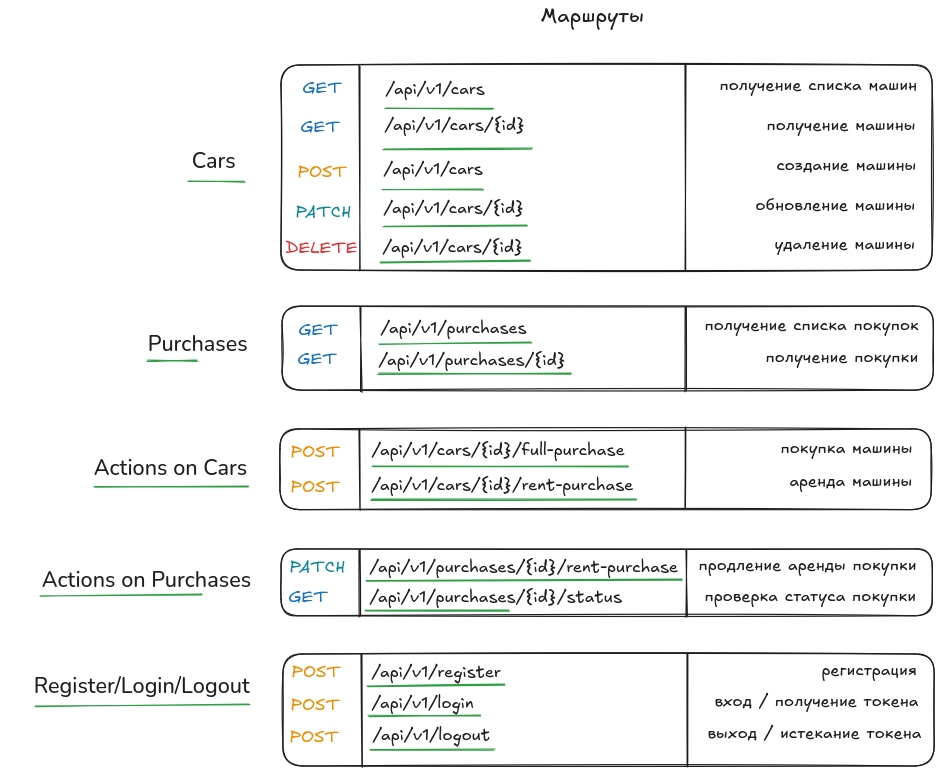 Маршруты
Cars
GET /api/v1/cars получение списка машин
GET /api/v1/cars/{id} получение машины
POST /api/v1/cars создание машины
PATCH /api/v1/cars/{id} обновление машины
DELETE /api/v1/cars/{id} удаление машины
Purchases
GET /api/v1/purchases получение списка покупок
GET /api/v1/purchases/{id} получение покупки
Actions on Cars
POST /api/v1/cars/{id}/full-purchase покупка машины
POST /api/v1/cars/{id}/rent-purchase аренда машины
Actions on Purchases
PATCH /api/v1/purchases/{id}/rent-purchase продление аренды покупки
GET /api/v1/purchases/{id}/status проверка статуса покупки
Register/Login/Logout
POST /api/v1/register регистрация
POST /api/v1/login вход / получение токена
POST /api/v1/logout выход / истекание токена